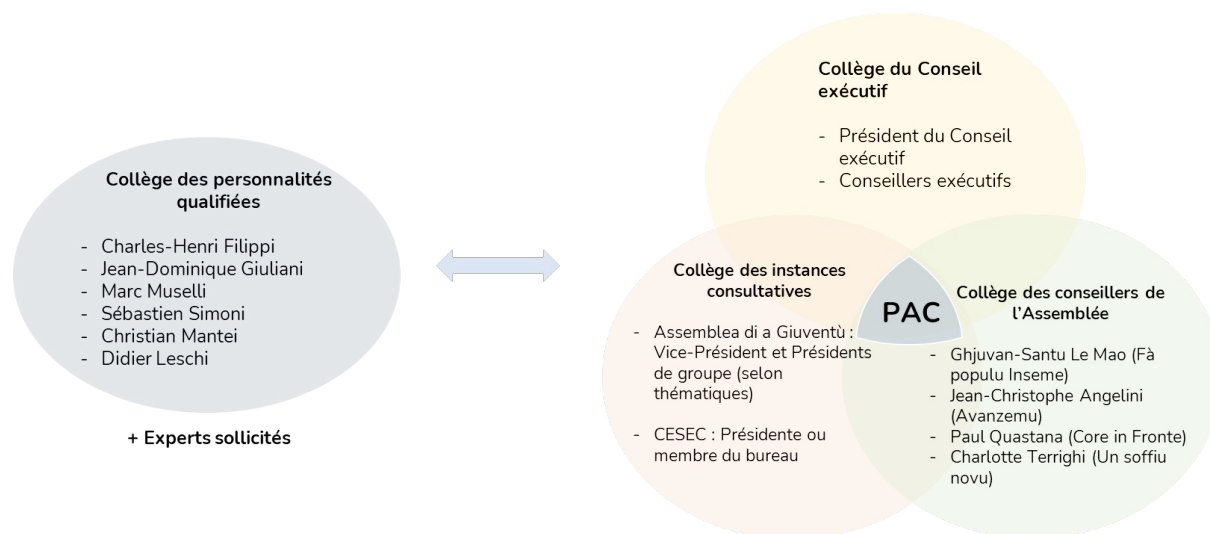 Collège des personnalités
qualifiées
- Charles-Henri Filippi
- Jean-Dominique Giuliani
- Marc Muselli
- Sébastien Simoni
- Christian Mantei
- Didier Leschi
+ Experts sollicités
Collège du Conseil
exécutif
- Président du Conseil
exécutif
- Conseillers exécutifs
Collège des instances
consultatives
- Assemblea di a Giuventù :
Vice-Président et Présidents
de groupe (selon
thématiques)
- CESEC : Présidente ou
membre du bureau
PAC
Collège des conseillers de
l’Assemblée
- Ghjuvan-Santu Le Mao (Fà
populu Inseme)
- Jean-Christophe Angelini
(Avanzemu)
- Paul Quastana (Core in Fronte)
- Charlotte Terrighi (Un soffiu
novu)